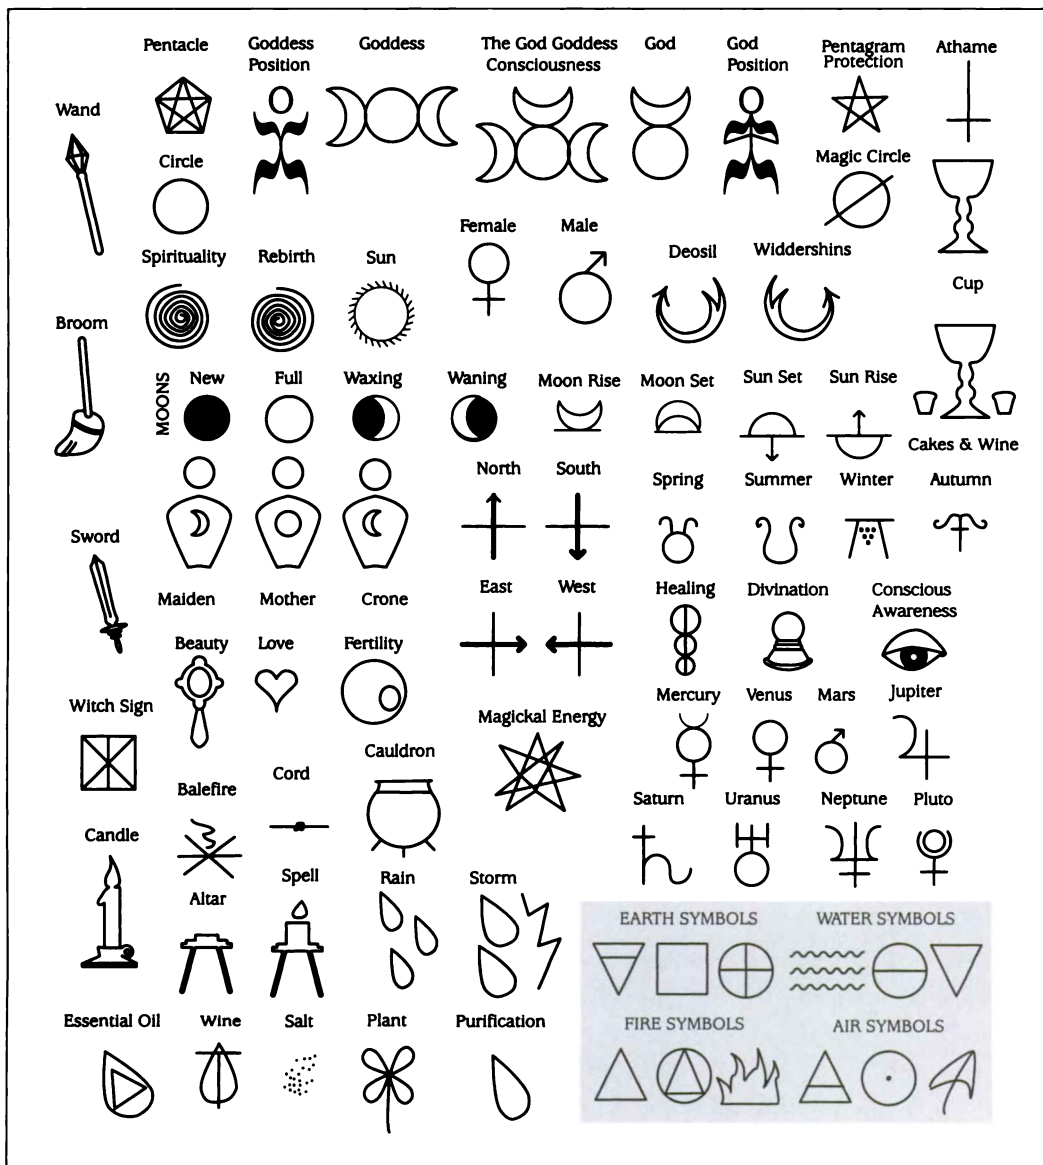 Pentacle
Goddess
Position
Goddess
The God Goddess
Consciousness
God
God
Position
Pentagram
Protection
Athame
Wand
Circle
Magic Circle
Female
Male
Spirituality
Rebirth
Sun
Deosil
Widdershins
Cup
Broom
MOONS
New
Full
Waxing
Waning
Moon Rise
Moon Set
Sun Set
Sun Rise
Cakes & Wine
North
South
Spring
Summer
Winter
Autumn
Sword
Maiden
Mother
Crone
East
West
Healing
Divination
Conscious
Awareness
Beauty
Love
Fertility
Witch Sign
Magickal Energy
Mercury
Venus
Mars
Jupiter
Cauldron
Cord
Balefire
Saturn
Uranus
Neptune
Pluto
Candle
Altar
Spell
Rain
Storm
EARTH SYMBOLS
WATER SYMBOLS
Essential Oil
Wine
Salt
Plant
Purification
FIRE SYMBOLS
AIR SYMBOLS